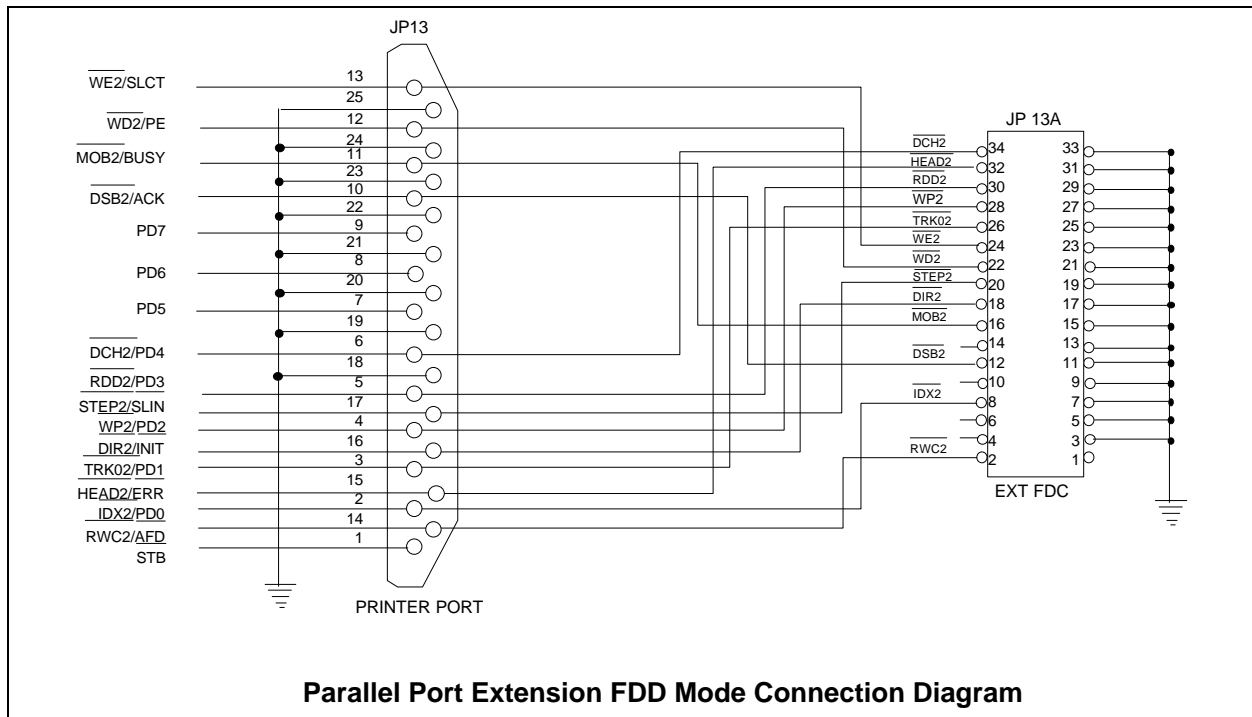 JP13
WE2/SLCT
13
25
WD2/PE
12
24
MOB2/BUSY
11
23
DSB2/ACK
10
22
PD7
9
21
PD6
8
20
PD5
7
19
DCH2/PD4
6
18
RDD2/PD3
5
STEP2/SLIN
17
WP2/PD2
4
DIR2/INIT
16
TRK02/PD1
3
HEAD2/ERR
15
IDX2/PD0
2
RWC2/AFD
14
STB
1
PRINTER PORT
JP 13A
DCH2 34 33
HEAD2 32 31
RDD2 30 29
WP2 28 27
TRK02 26 25
WE2 24 23
WD2 22 21
STEP2 20 19
DIR2 18 17
MOB2 16 15
14 13
DSB2 12 11
10 9
IDX2 8 7
6 5
4 3
RWC2 2 1
EXT FDC
Parallel Port Extension FDD Mode Connection Diagram